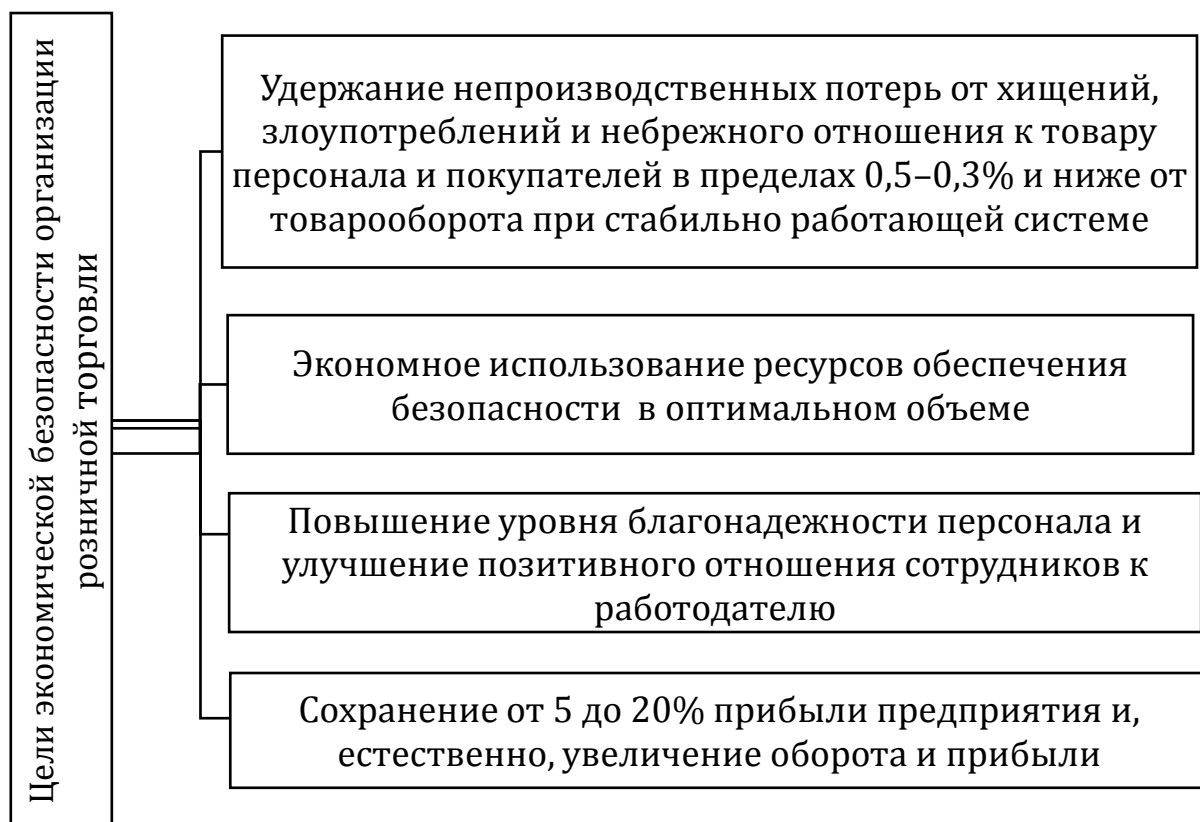 Цели экономической безопасности организации
розничной торговли
Удержание непроизводственных потерь от хищений,
злоупотреблений и небрежного отношения к товару
персонала и покупателей в пределах 0,5–0,3% и ниже от
товарооборота при стабильно работающей системе
Экономное использование ресурсов обеспечения
безопасности в оптимальном объеме
Повышение уровня благонадежности персонала и
улучшение позитивного отношения сотрудников к
работодателю
Сохранение от 5 до 20% прибыли предприятия и,
естественно, увеличение оборота и прибыли